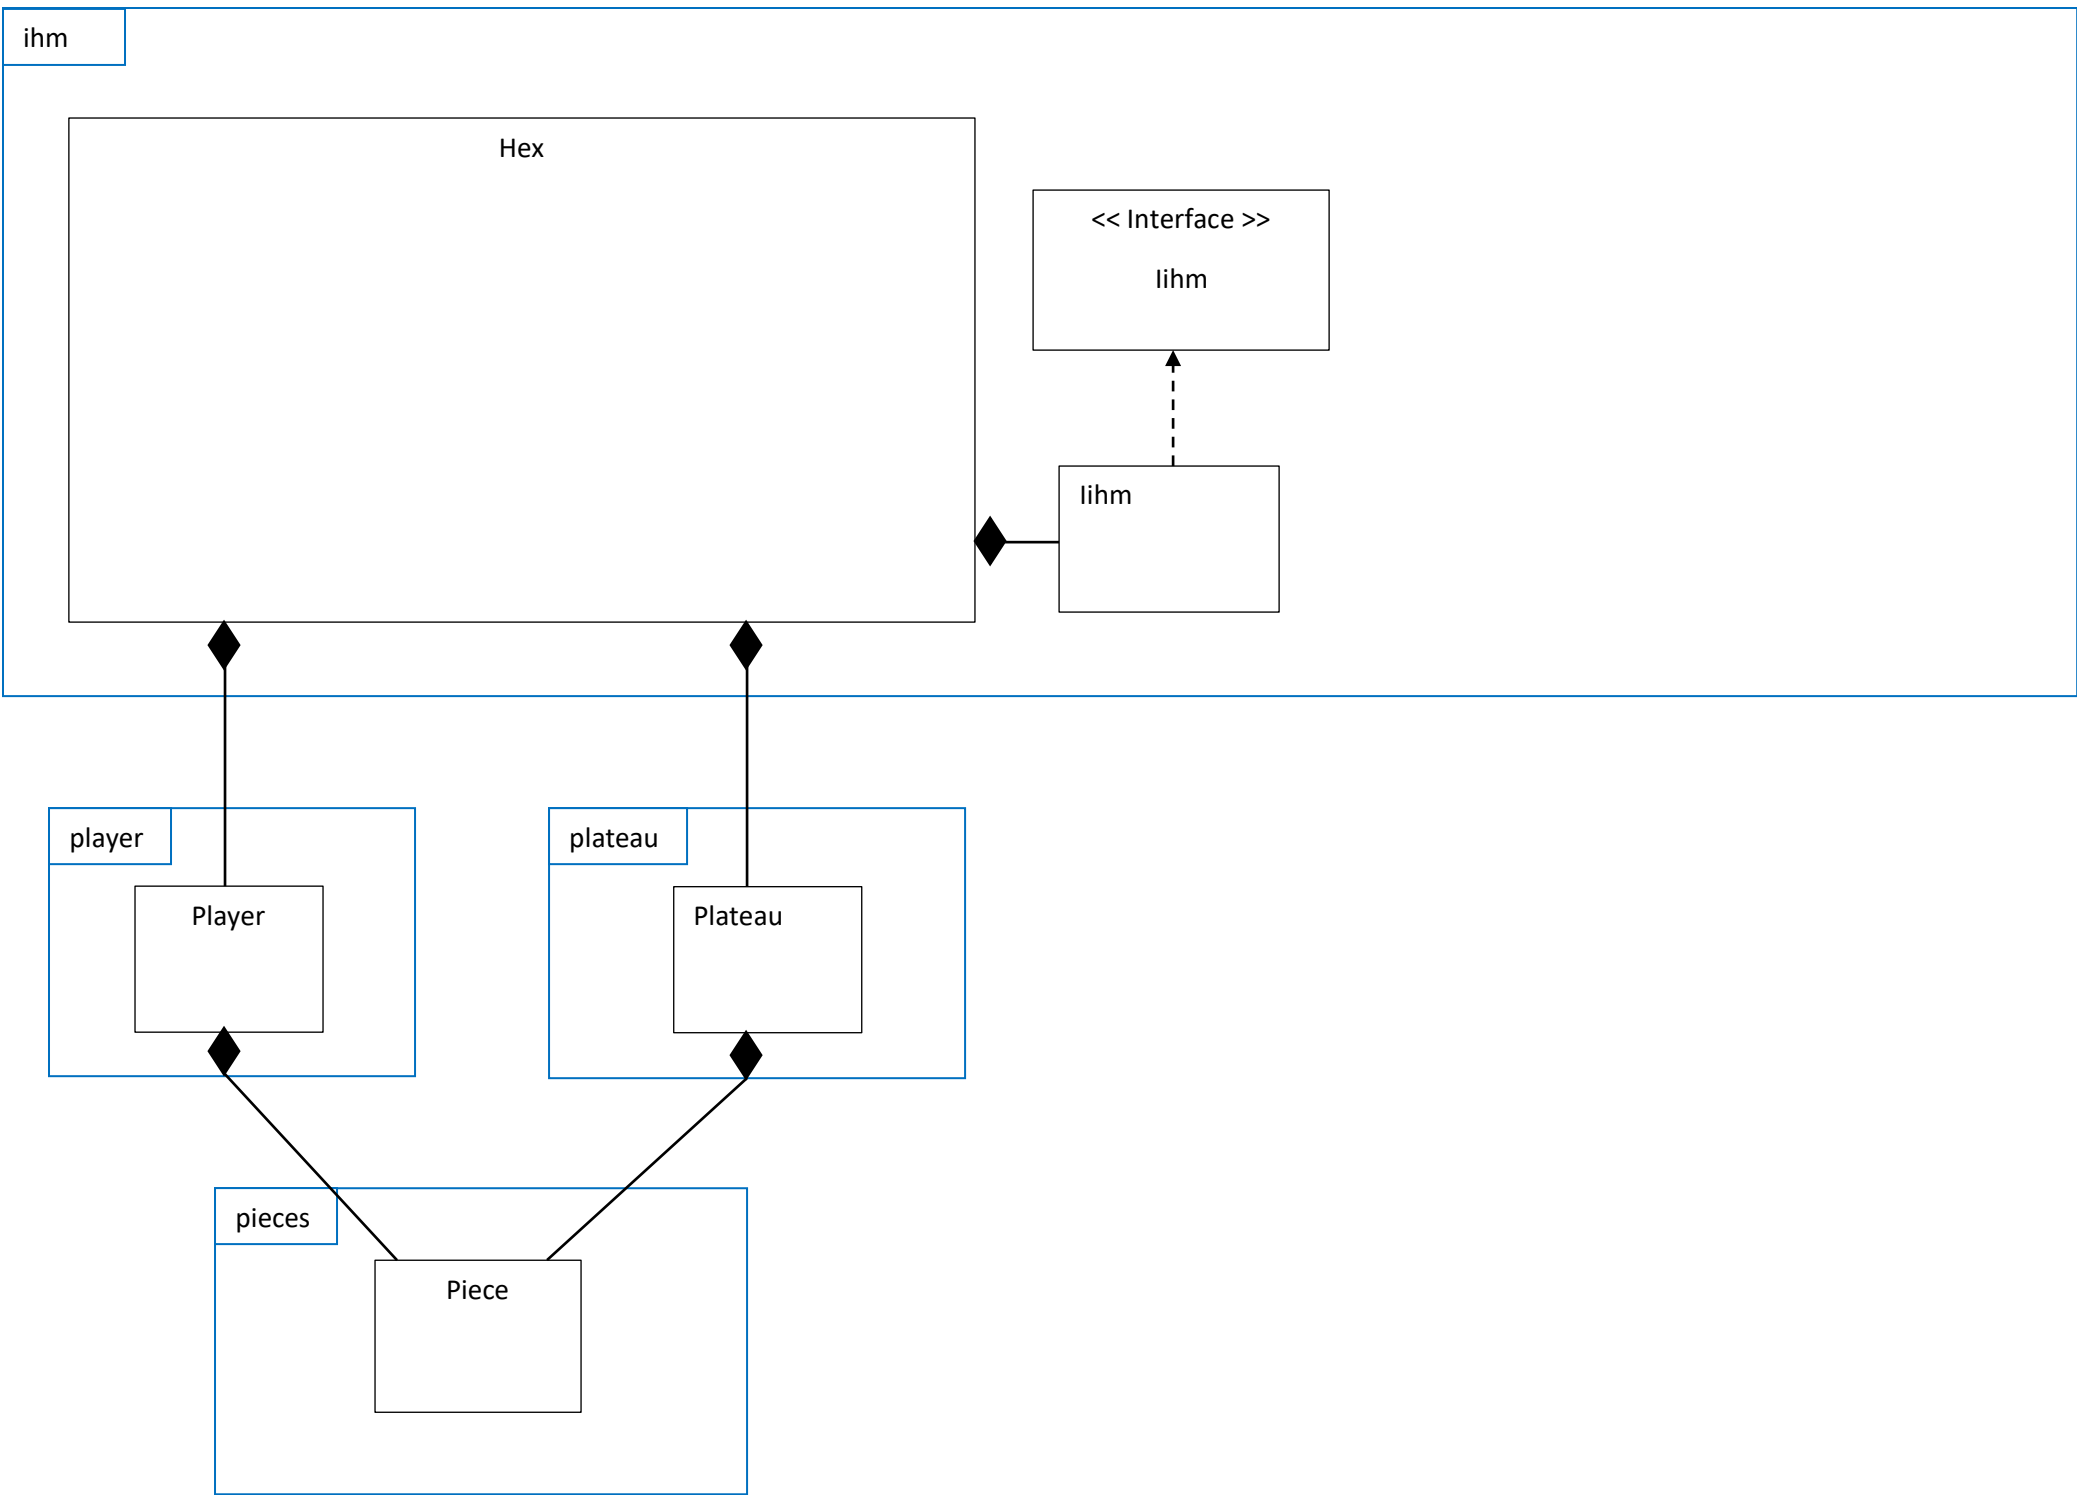 ihm
Hex
<< Interface >>
Iihm
Iihm
player
plateau
Player
Plateau
pieces
Piece